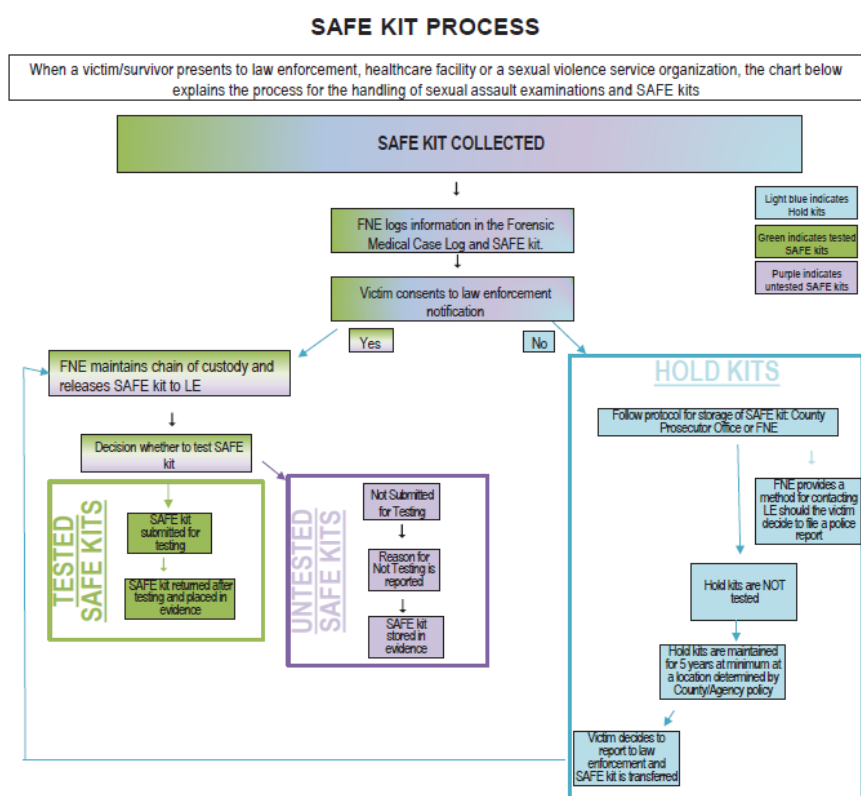 SAFE KIT PROCESS
When a victim/survivor presents to law enforcement, healthcare facility or a sexual violence service organization, the chart below
explains the process for the handling of sexual assault examinations and SAFE kits
SAFE KIT COLLECTED
Light blue indicates
Hold kits
Green indicates tested
SAFE kits
Purple indicates
untested SAFE kits
FNE logs information in the Forensic
Medical Case Log and SAFE kit.
Victim consents to law enforcement
notification
Yes
No
FNE maintains chain of custody and
releases SAFE kit to LE
Decision whether to test SAFE
kit
TESTED
SAFE KITS
SAFE kit
submitted for
testing
SAFE kit returned after
testing and placed in
evidence
UNTESTED
SAFE KITS
Not Submitted
for Testing
Reason for
Not Testing is
reported
SAFE kit
stored in
evidence
HOLD KITS
Follow protocol for storage of SAFE kit: County
Prosecutor Office or FNE
FNE provides a
method for contacting
LE should the victim
decide to file a police
report
Hold kits are NOT
tested
Hold kits are maintained
for 5 years at minimum at
a location determined by
County/Agency policy
Victim decides to
report to law
enforcement and
SAFE kit is transferred